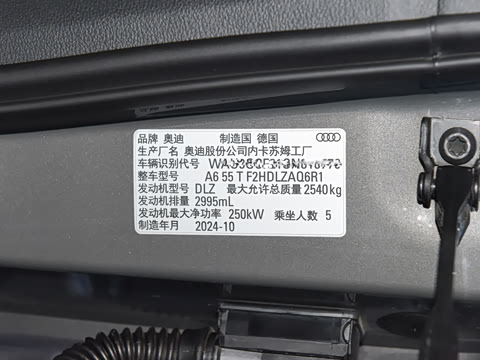 品牌 奥迪 制造国 德国
生产厂名 奥迪股份公司内卡苏姆工厂
车辆识别代号
整车型号 A6 55 T F2HDLZAQ6R1
发动机型号 DLZ 最大允许总质量 2540kg
发动机排量 2995mL
发动机最大净功率 250kW 乘坐人数 5
制造年月 2024-10